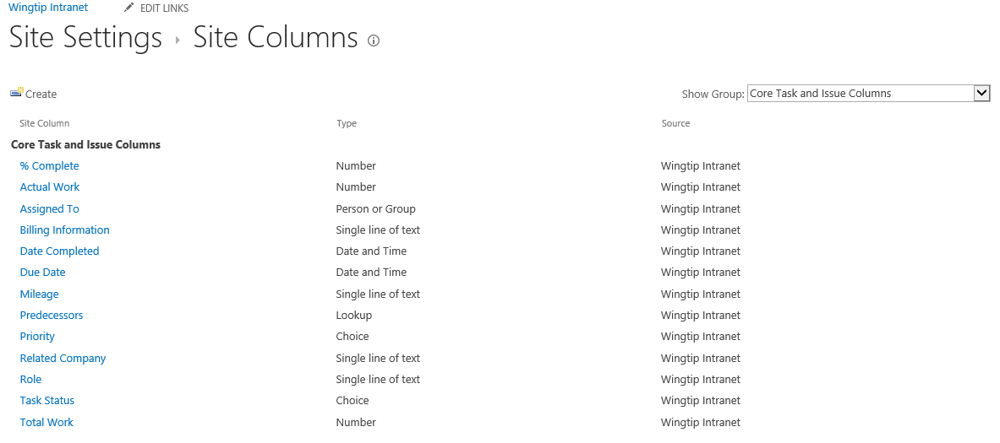 Wingtip Intranet EDIT LINKS
Site Settings Site Columns
Create Show Group: Core Task and Issue Columns
Site Column Type Source
Core Task and Issue Columns
% Complete Number Wingtip Intranet
Actual Work Number Wingtip Intranet
Assigned To Person or Group Wingtip Intranet
Billing Information Single line of text Wingtip Intranet
Date Completed Date and Time Wingtip Intranet
Due Date Date and Time Wingtip Intranet
Mileage Single line of text Wingtip Intranet
Predecessors Lookup Wingtip Intranet
Priority Choice Wingtip Intranet
Related Company Single line of text Wingtip Intranet
Role Single line of text Wingtip Intranet
Task Status Choice Wingtip Intranet
Total Work Number Wingtip Intranet